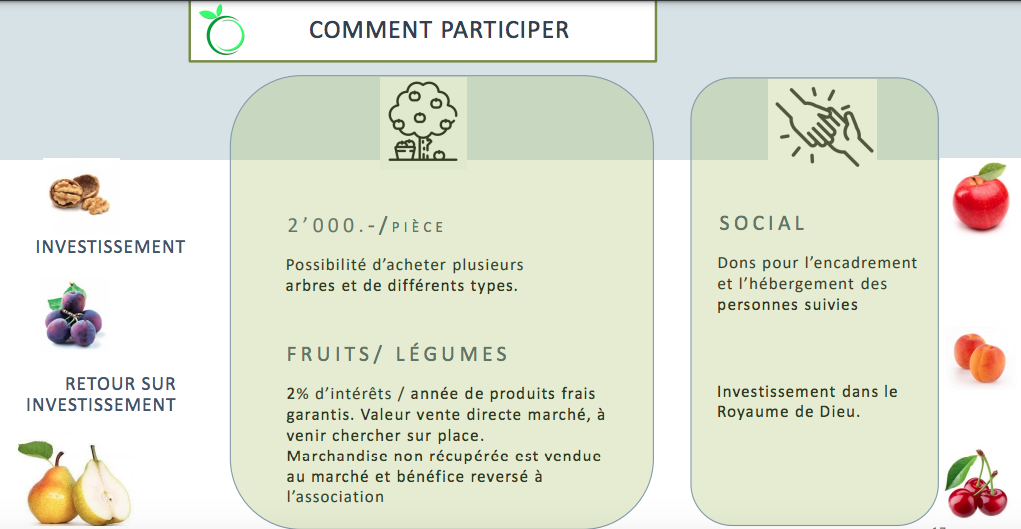 COMMENT PARTICIPER
INVESTISSEMENT
2’000.-/PIÈCE
Possibilité d’acheter plusieurs
arbres et de différents types.
SOCIAL
Dons pour l’encadrement
et l’hébergement des
personnes suivies
RETOUR SUR
INVESTISSEMENT
FRUITS/ LÉGUMES
2% d’intérêts / année de produits frais
garantis. Valeur vente directe marché, à
venir chercher sur place.
Marchandise non récupérée est vendue
au marché et bénéfice reversé à
l’association
Investissement dans le
Royaume de Dieu.